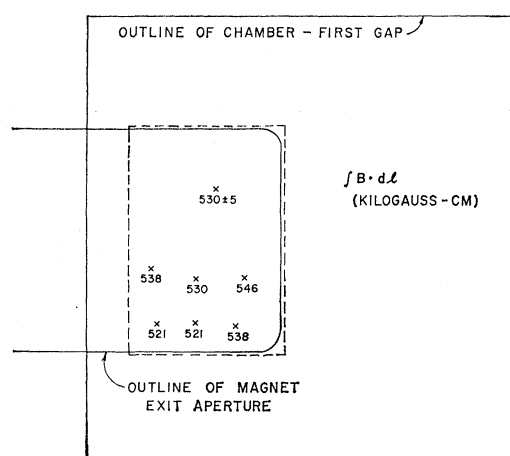 OUTLINE OF CHAMBER - FIRST GAP
∫ B • dℓ
(KILOGAUSS-CM)
×
530±5
× × ×
538 530 546
× × ×
521 521 538
OUTLINE OF MAGNET
EXIT APERTURE